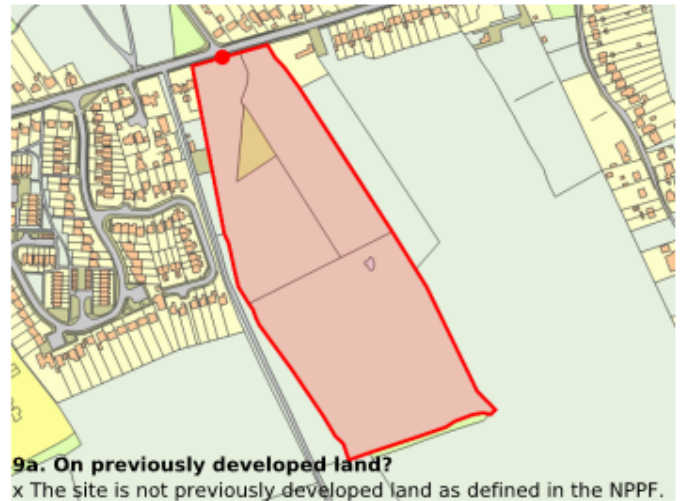 9a. On previously developed land?
x The site is not previously developed land as defined in the NPPF.